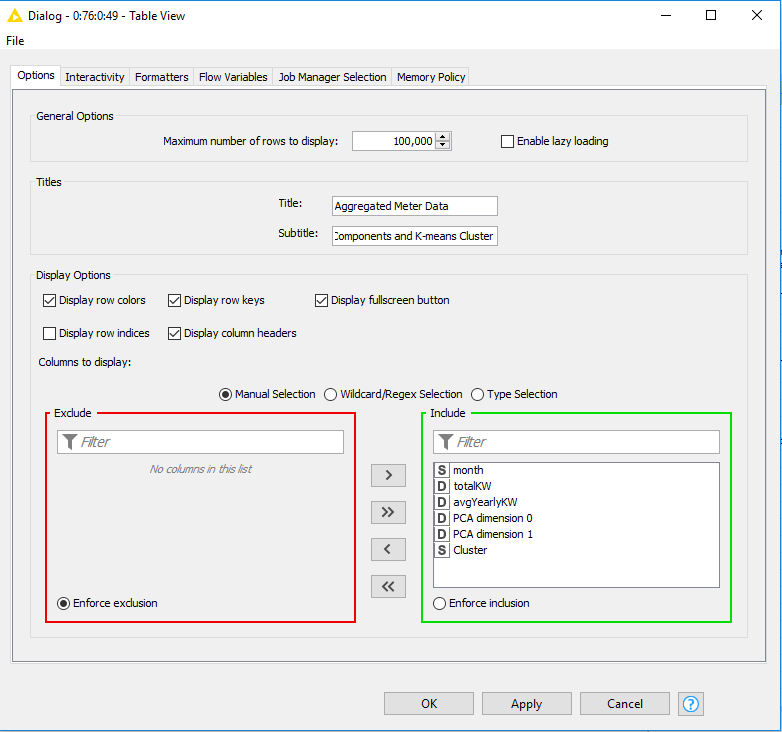 Dialog - 0:76:0:49 - Table View
File
Options Interactivity Formatters Flow Variables Job Manager Selection Memory Policy
General Options
Maximum number of rows to display: 100,000 Enable lazy loading
Titles
Title: Aggregated Meter Data
Subtitle: Components and K-means Cluster
Display Options
Display row colors Display row keys Display fullscreen button
Display row indices Display column headers
Columns to display:
Manual Selection Wildcard/Regex Selection Type Selection
Exclude Include
Filter Filter
No columns in this list
S month
D totalKW
D avgYearlyKW
D PCA dimension 0
D PCA dimension 1
S Cluster
> 
>>
<
<<
Enforce exclusion Enforce inclusion
OK Apply Cancel ?